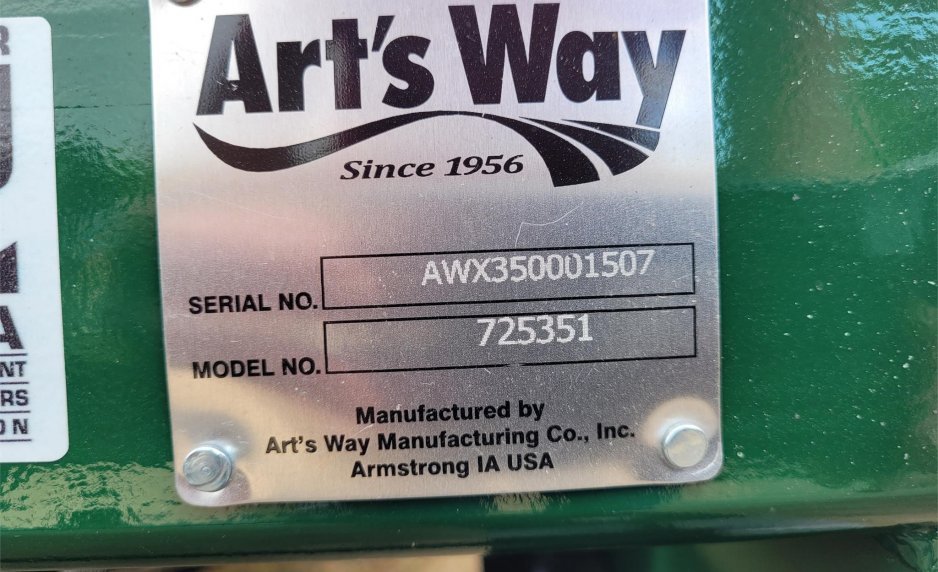 Art's Way
Since 1956
SERIAL NO. AWX350001507
MODEL NO. 725351
Manufactured by
Art's Way Manufacturing Co., Inc.
Armstrong IA USA